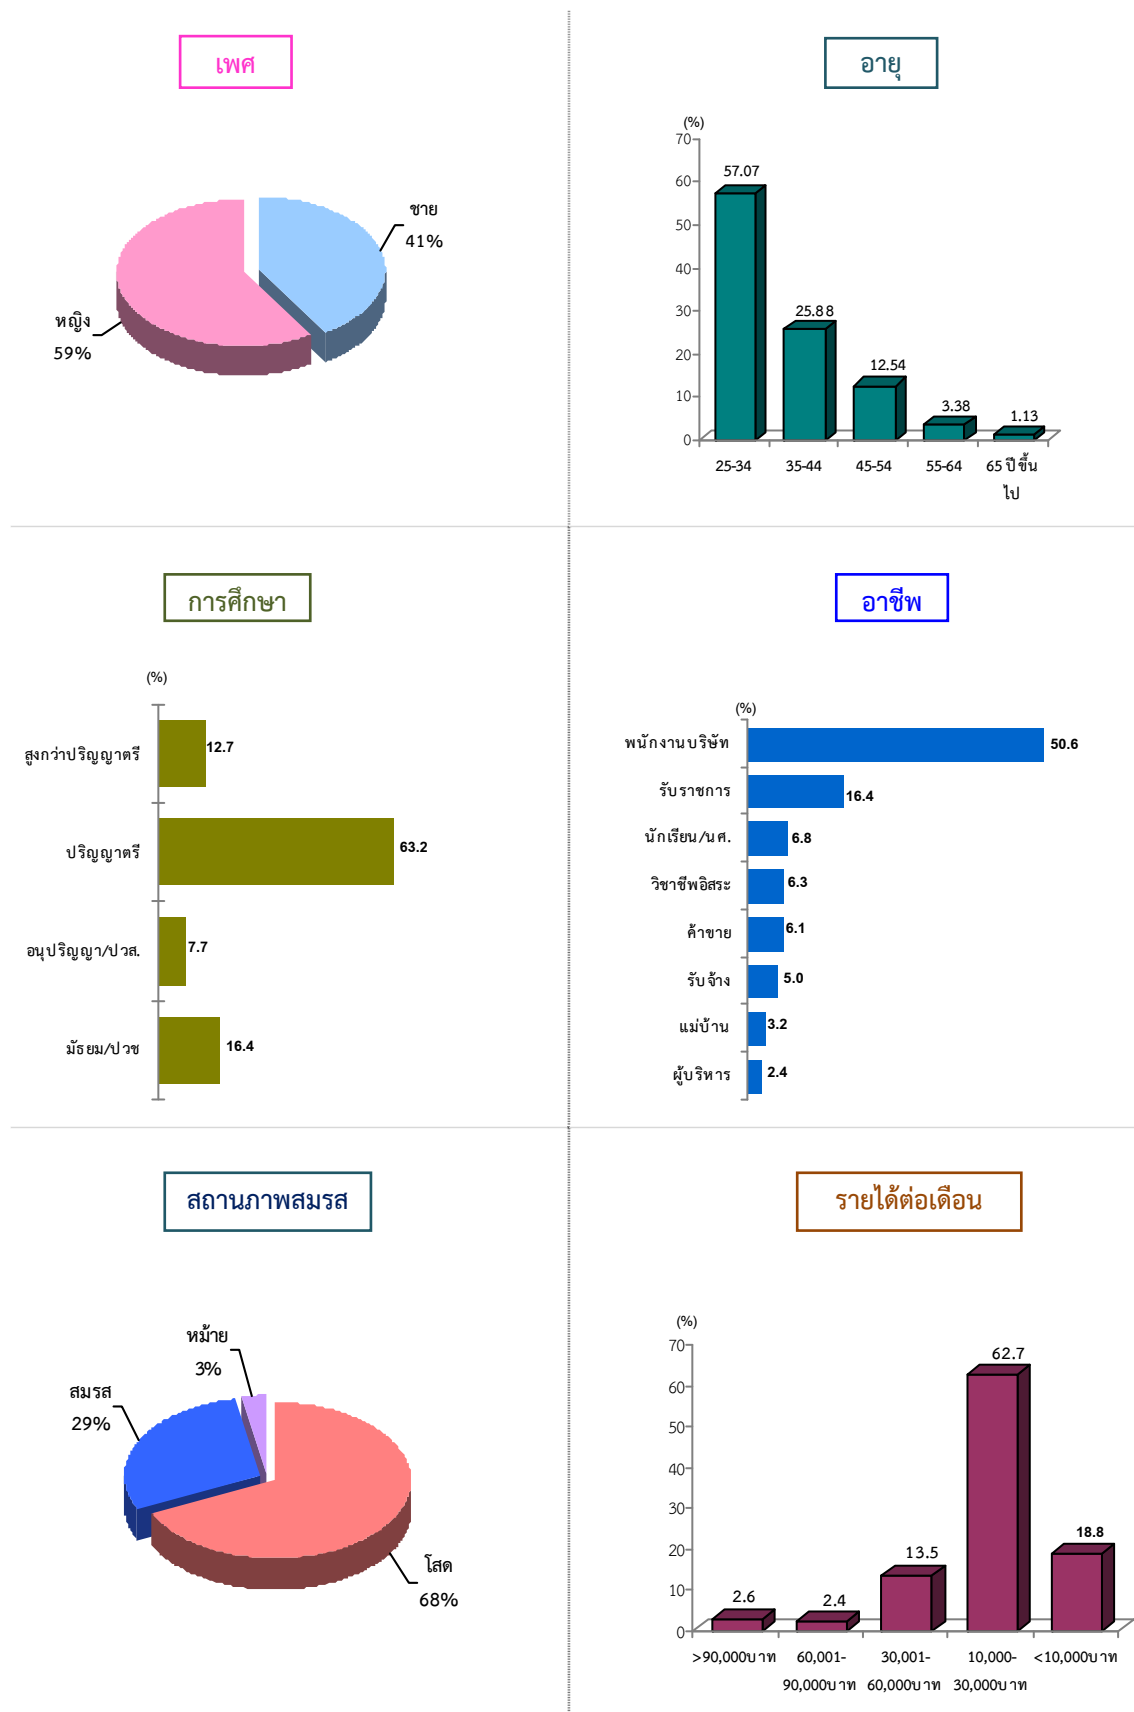 เพศ
ชาย
41%
หญิง
59%
อายุ
(%)
70
60
50
40
30
20
10
0
57.07
25.88
12.54
3.38
1.13
25-34 35-44 45-54 55-64 65 ปีขึ้น
ไป
การศึกษา
(%)
สูงกว่าปริญญาตรี 12.7
ปริญญาตรี 63.2
อนุปริญญา/ปวส. 7.7
มัธยม/ปวช 16.4
อาชีพ
(%)
พนักงานบริษัท 50.6
รับราชการ 16.4
นักเรียน/นศ. 6.8
วิชาชีพอิสระ 6.3
ค้าขาย 6.1
รับจ้าง 5.0
แม่บ้าน 3.2
ผู้บริหาร 2.4
สถานภาพสมรส
หม้าย
3%
สมรส
29%
โสด
68%
รายได้ต่อเดือน
(%)
70
60
50
40
30
20
10
0
2.6
2.4
13.5
62.7
18.8
>90,000บาท 60,001- 30,001- 10,000- <10,000บาท
90,000บาท 60,000บาท 30,000บาท